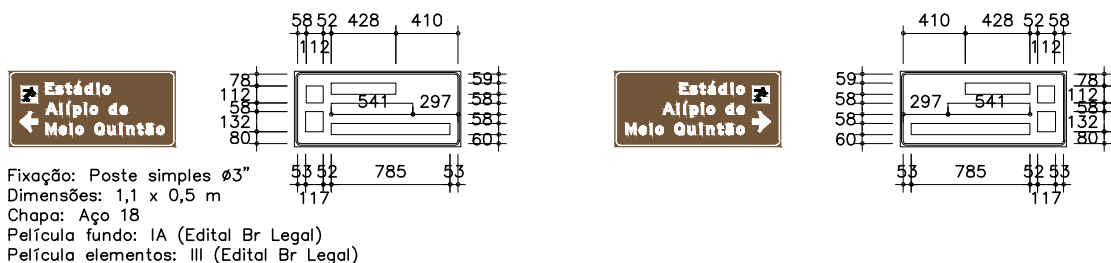 58 52 428 410
112
Estádio
Alípio de
Melo Quintão
78
112
58
132
80
541 297
59
58
58
60
53 52 785 53
117
Fixação: Poste simples ø3"
Dimensões: 1,1 x 0,5 m
Chapa: Aço 18
Película fundo: IA (Edital Br Legal)
Película elementos: III (Edital Br Legal)
410 428 52 58
112
Estádio
Alípio de
Melo Quintão
59
58
58
60
297 541
78
112
58
132
80
53 785 52 53
117